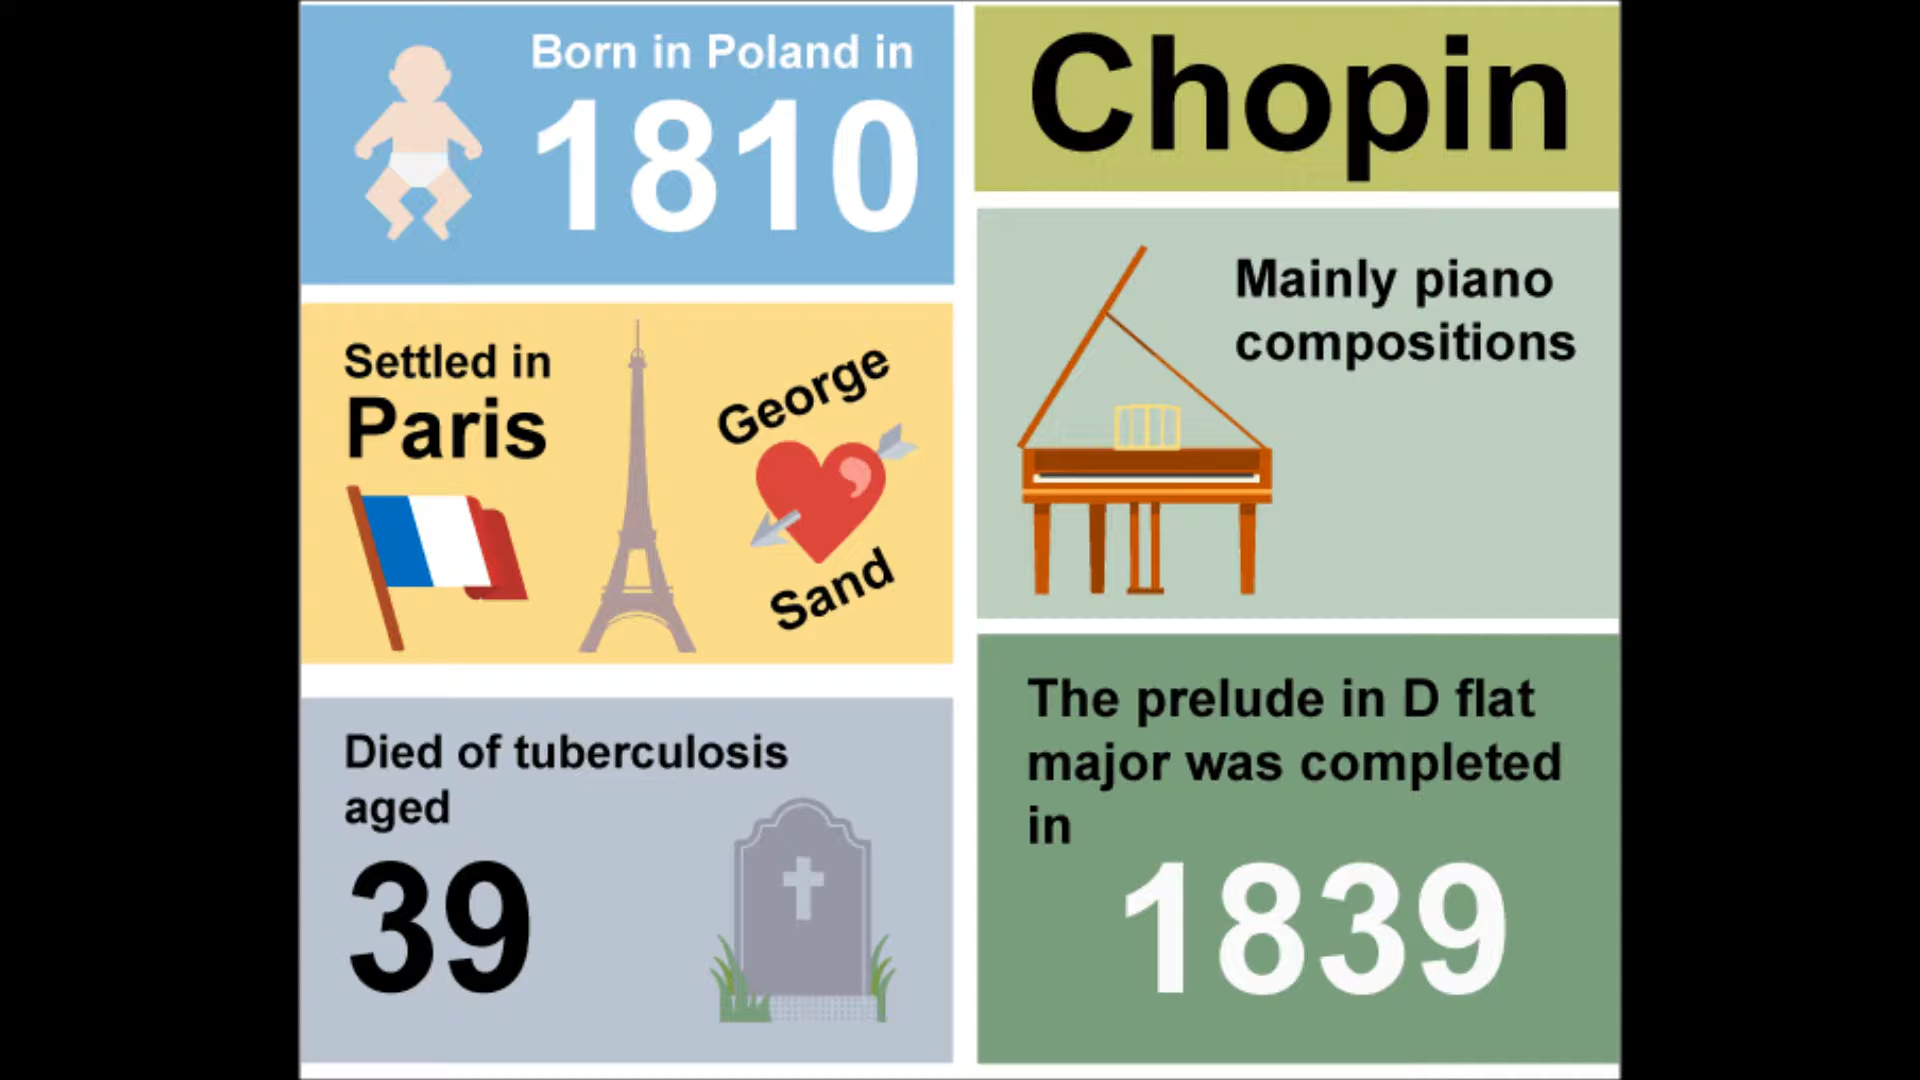 Born in Poland in
1810
Chopin
Mainly piano
compositions
Settled in
Paris
George
Sand
Died of tuberculosis
aged
39
The prelude in D flat
major was completed
in
1839